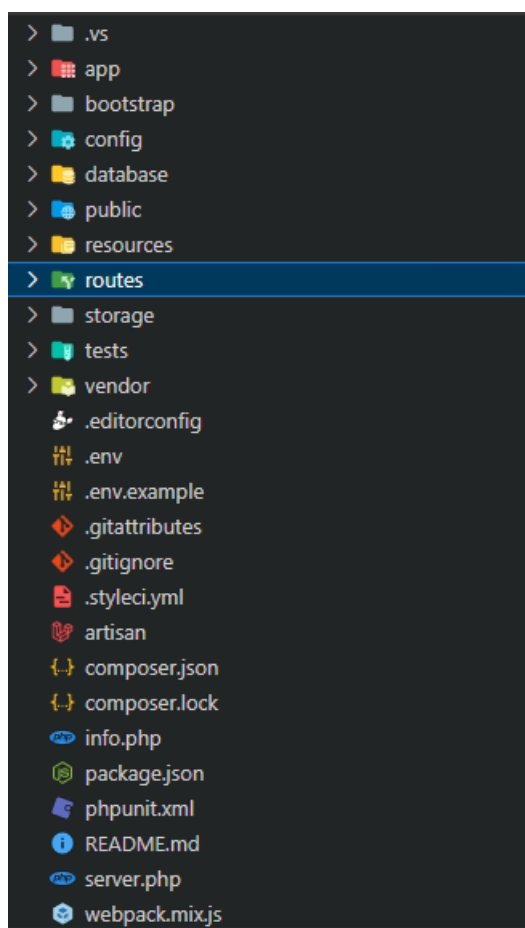 .vs
app
bootstrap
config
database
public
resources
routes
storage
tests
vendor
.editorconfig
.env
.env.example
.gitattributes
.gitignore
.styleci.yml
artisan
composer.json
composer.lock
info.php
package.json
phpunit.xml
README.md
server.php
webpack.mix.js